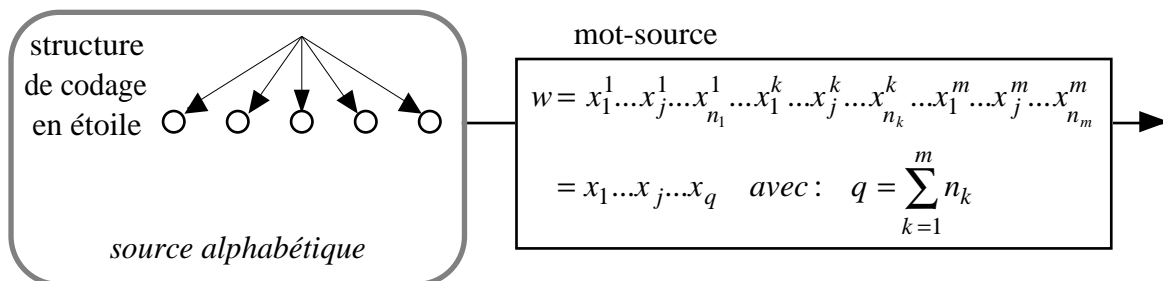 structure
de codage
en étoile
source alphabétique
mot-source
w = x_1^1...x_j^1...x_{n_1}^1 ...x_1^k...x_j^k...x_{n_k}^k ...x_1^m...x_j^m...x_{n_m}^m
= x_1...x_j...x_q avec : q = \sum_{k=1}^{m} n_k